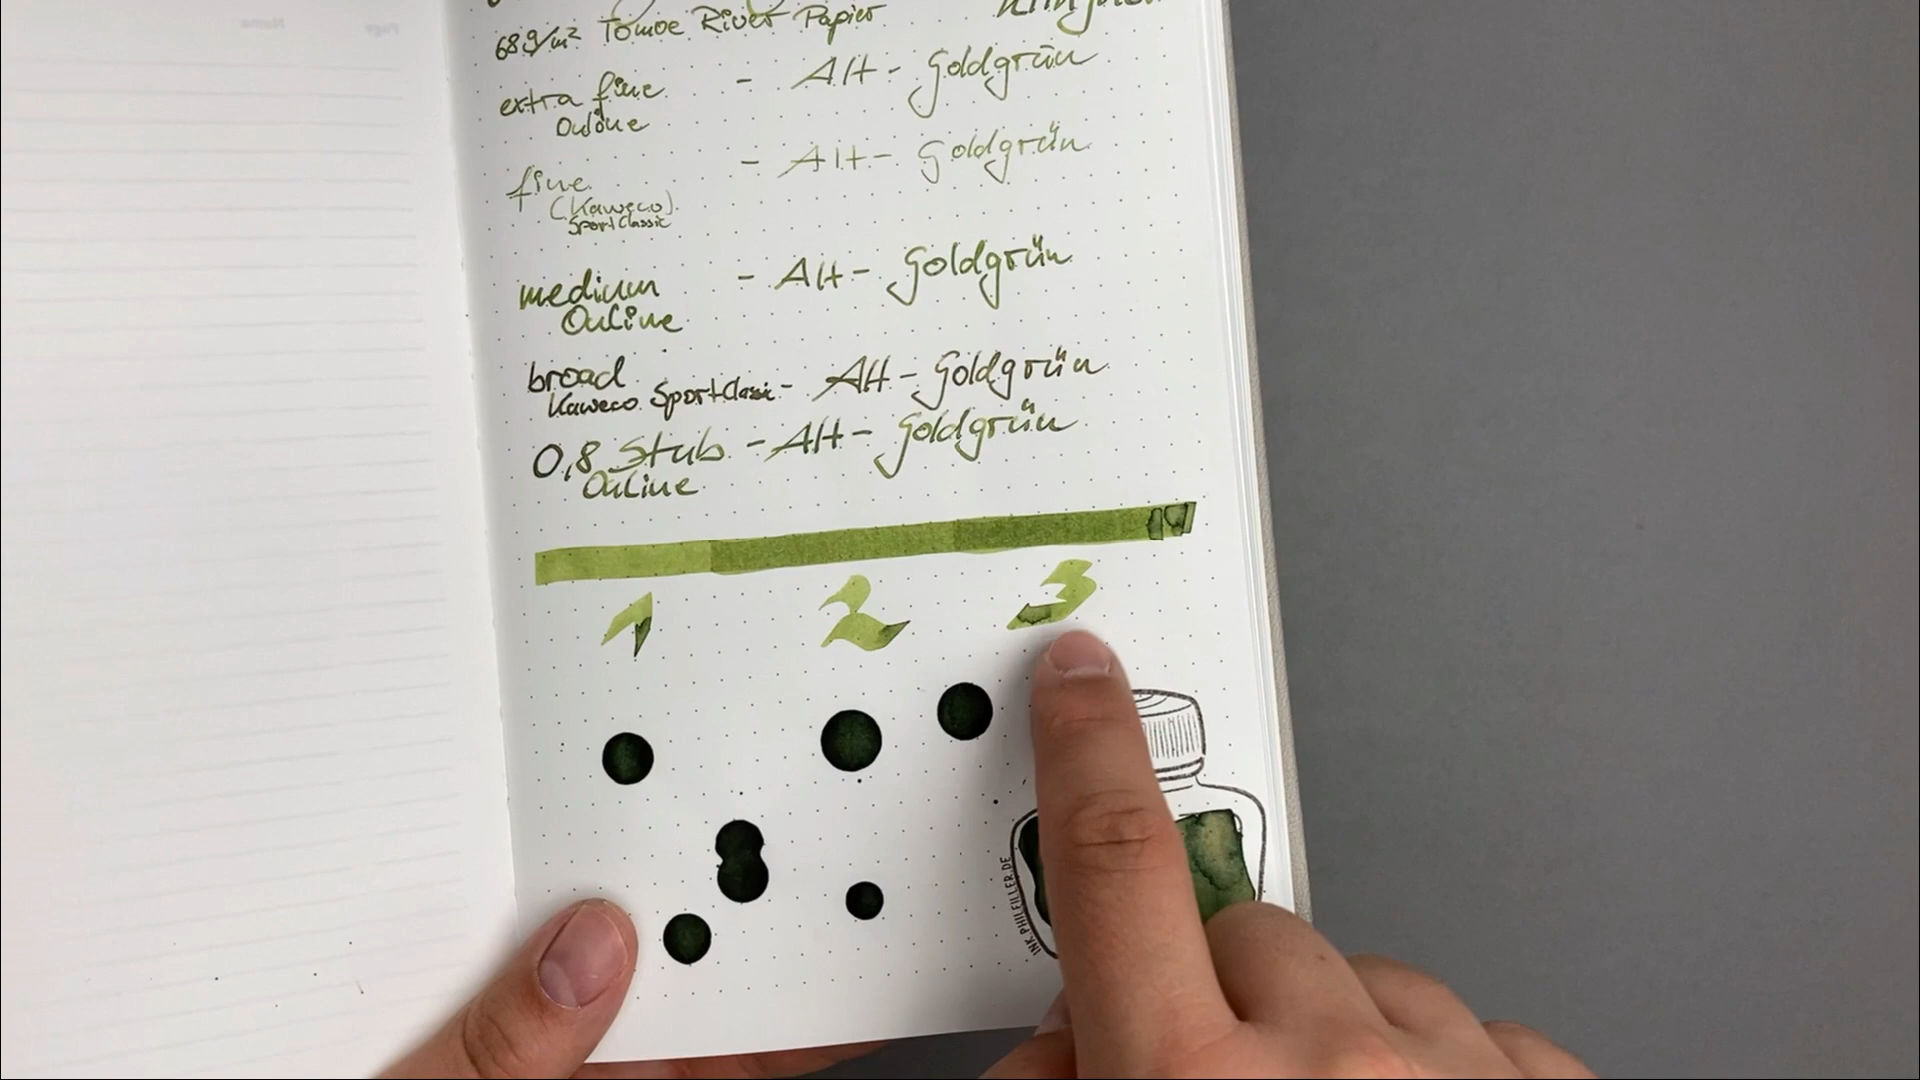 68g/m² Tomoe River Papier
extra fine - Alt-Goldgrün
Online
fine - Alt-Goldgrün
(Kaweco)
Sport Classic
medium - Alt-Goldgrün
Online
broad
Kaweco Sport Classic - Alt-Goldgrün
0,8 Stub - Alt-Goldgrün
Online
1 2 3
INK.PHILFILLER.DE